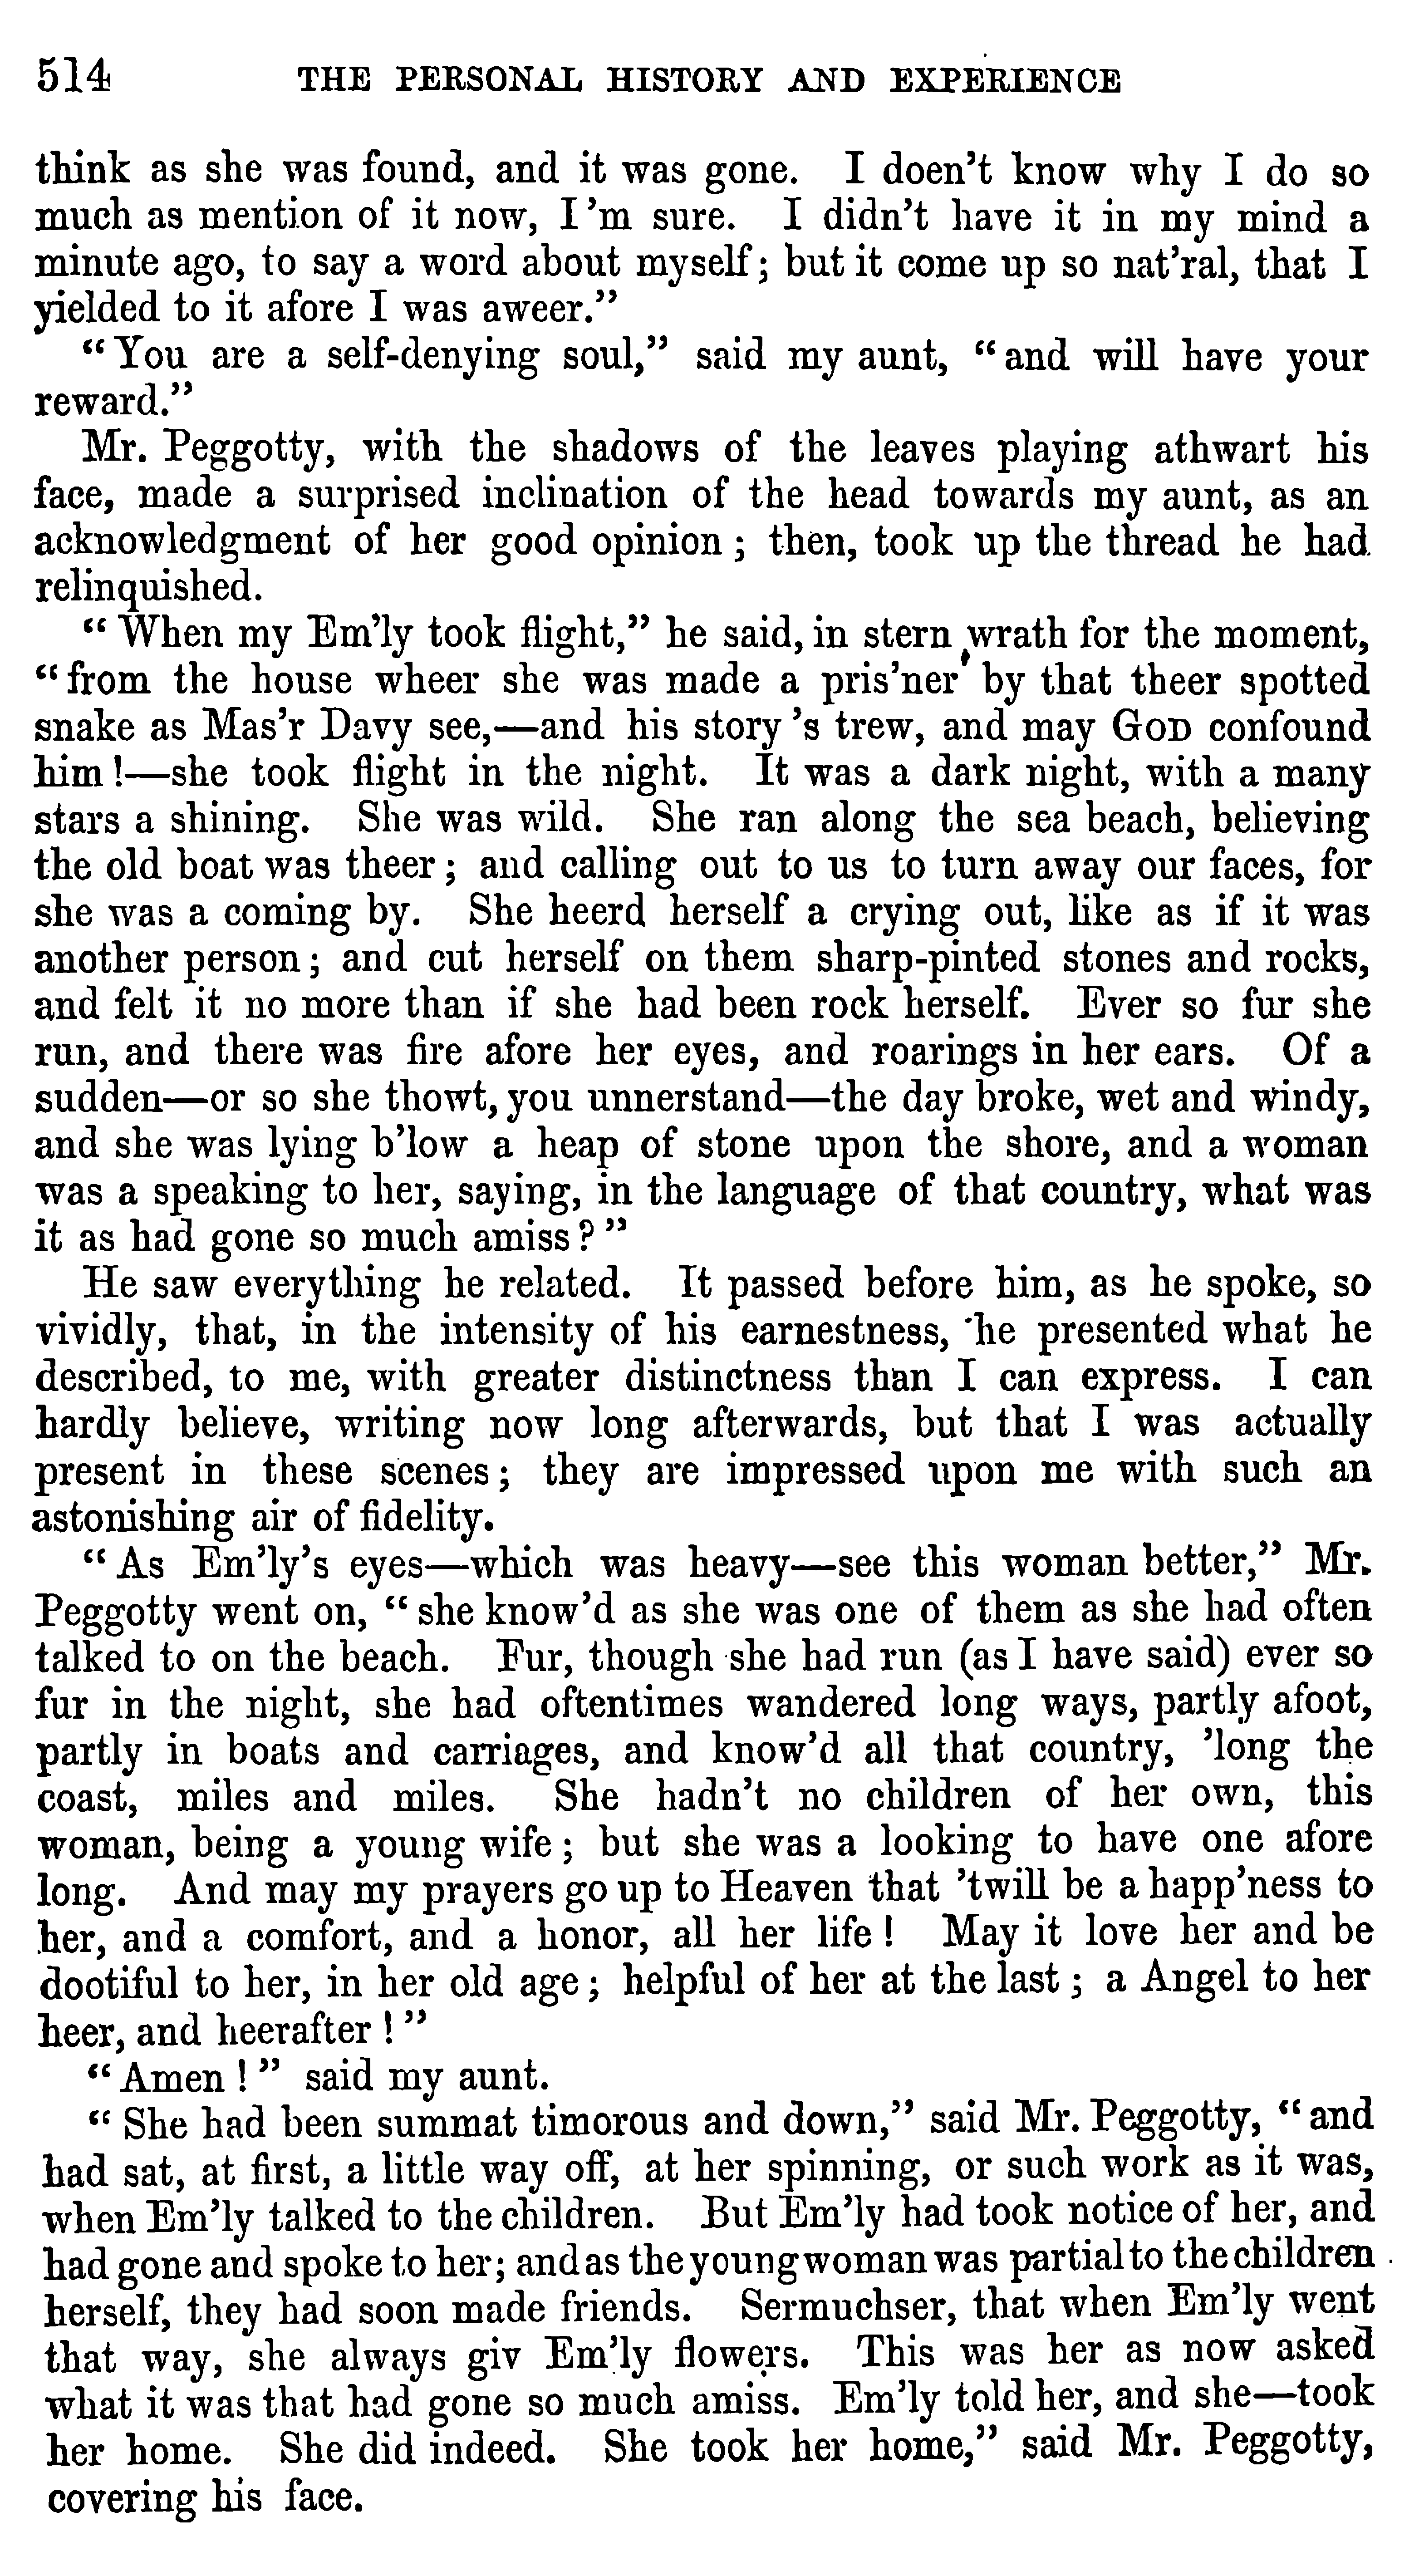 514 THE PERSONAL HISTORY AND EXPERIENCE
think as she was found, and it was gone. I doen't know why I do so
much as mention of it now, I'm sure. I didn't have it in my mind a
minute ago, to say a word about myself; but it come up so nat'ral, that I
yielded to it afore I was aweer."
"You are a self-denying soul," said my aunt, "and will have your
reward."
Mr. Peggotty, with the shadows of the leaves playing athwart his
face, made a surprised inclination of the head towards my aunt, as an
acknowledgment of her good opinion; then, took up the thread he had
relinquished.
"When my Em'ly took flight," he said, in stern wrath for the moment,
"from the house wheer she was made a pris'ner by that theer spotted
snake as Mas'r Davy see,—and his story's trew, and may GOD confound
him!—she took flight in the night. It was a dark night, with a many
stars a shining. She was wild. She ran along the sea beach, believing
the old boat was theer; and calling out to us to turn away our faces, for
she was a coming by. She heerd herself a crying out, like as if it was
another person; and cut herself on them sharp-pinted stones and rocks,
and felt it no more than if she had been rock herself. Ever so fur she
run, and there was fire afore her eyes, and roarings in her ears. Of a
sudden—or so she thowt, you unnerstand—the day broke, wet and windy,
and she was lying b'low a heap of stone upon the shore, and a woman
was a speaking to her, saying, in the language of that country, what was
it as had gone so much amiss?"
He saw everything he related. It passed before him, as he spoke, so
vividly, that, in the intensity of his earnestness, he presented what he
described, to me, with greater distinctness than I can express. I can
hardly believe, writing now long afterwards, but that I was actually
present in these scenes; they are impressed upon me with such an
astonishing air of fidelity.
"As Em'ly's eyes—which was heavy—see this woman better," Mr.
Peggotty went on, "she know'd as she was one of them as she had often
talked to on the beach. Fur, though she had run (as I have said) ever so
fur in the night, she had oftentimes wandered long ways, partly afoot,
partly in boats and carriages, and know'd all that country, 'long the
coast, miles and miles. She hadn't no children of her own, this
woman, being a young wife; but she was a looking to have one afore
long. And may my prayers go up to Heaven that 'twill be a happ'ness to
her, and a comfort, and a honor, all her life! May it love her and be
dootiful to her, in her old age; helpful of her at the last; a Angel to her
heer, and heerafter!"
"Amen!" said my aunt.
"She had been summat timorous and down," said Mr. Peggotty, "and
had sat, at first, a little way off, at her spinning, or such work as it was,
when Em'ly talked to the children. But Em'ly had took notice of her, and
had gone and spoke to her; and as the young woman was partial to the children
herself, they had soon made friends. Sermuchser, that when Em'ly went
that way, she always giv Em'ly flowers. This was her as now asked
what it was that had gone so much amiss. Em'ly told her, and she—took
her home. She did indeed. She took her home," said Mr. Peggotty,
covering his face.